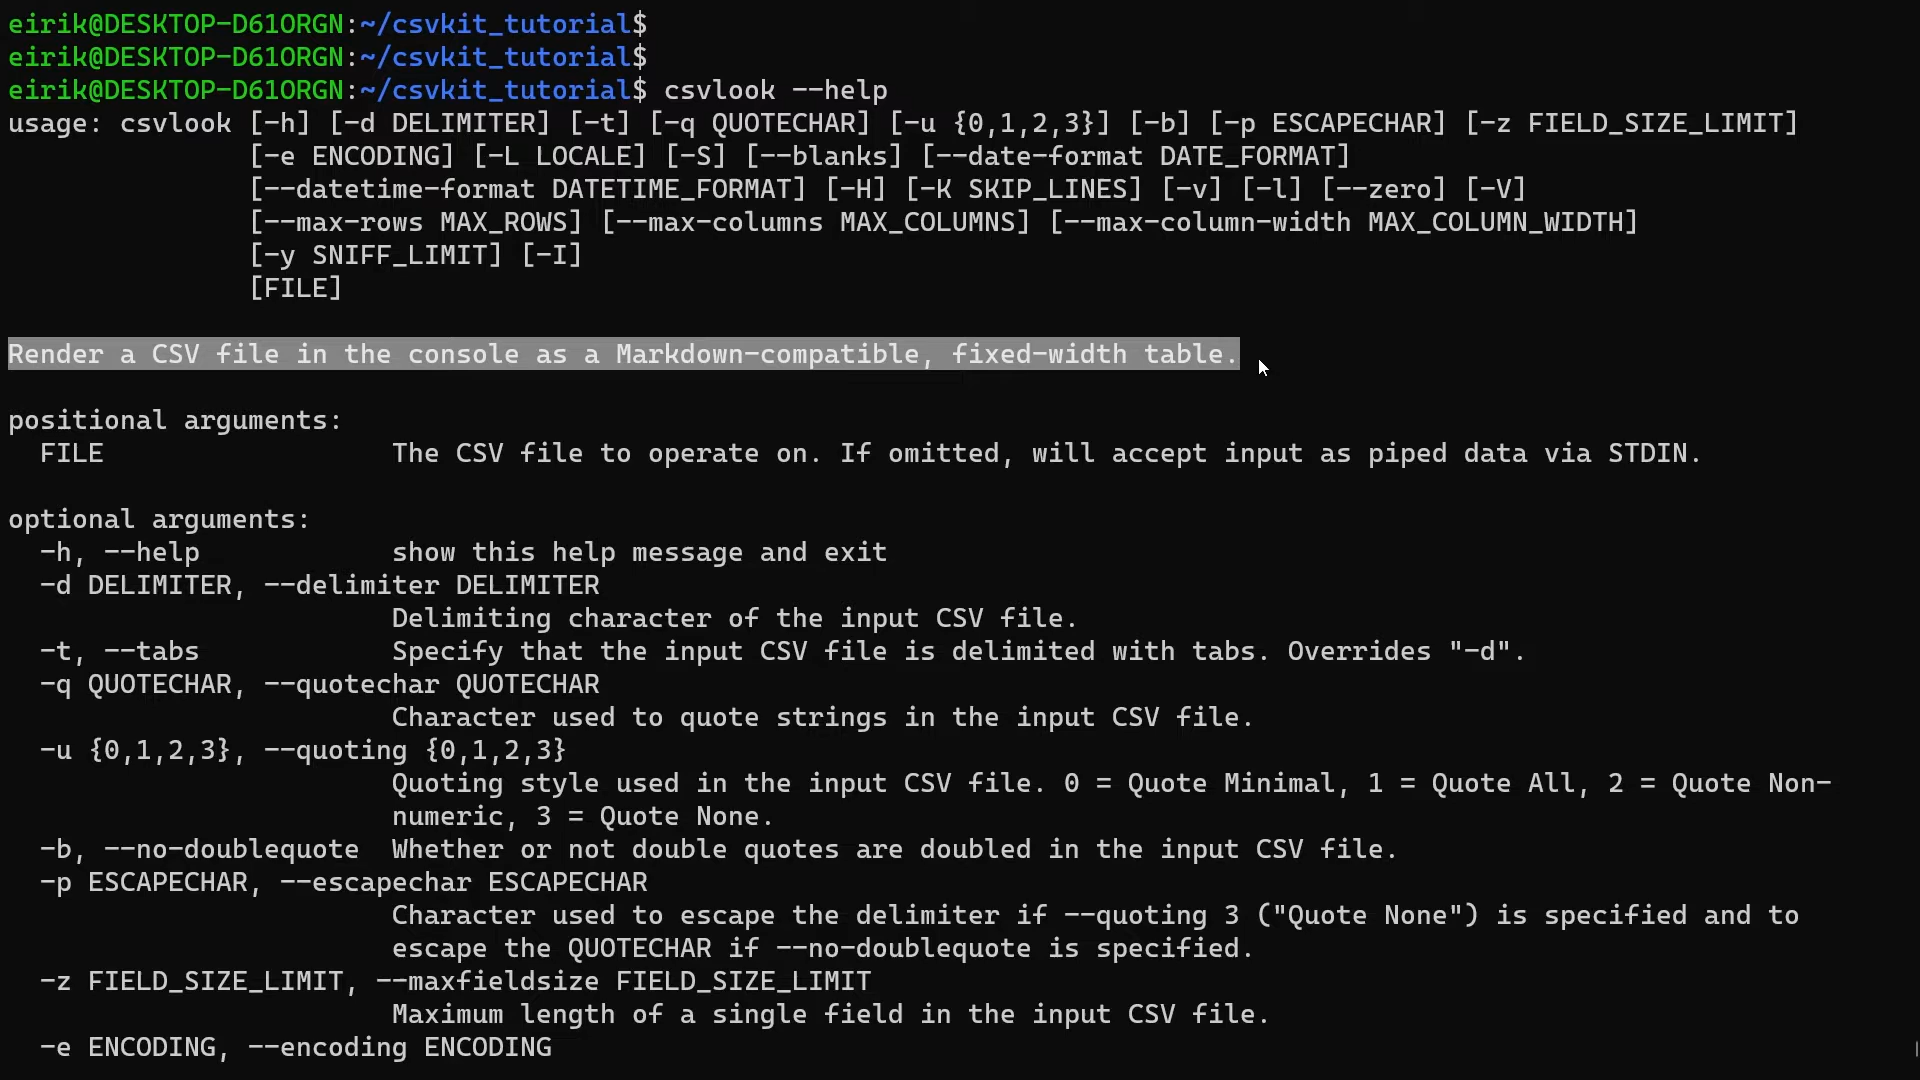 eirik@DESKTOP-D61ORGN:~/csvkit_tutorial$
eirik@DESKTOP-D61ORGN:~/csvkit_tutorial$
eirik@DESKTOP-D61ORGN:~/csvkit_tutorial$ csvlook --help
usage: csvlook [-h] [-d DELIMITER] [-t] [-q QUOTECHAR] [-u {0,1,2,3}] [-b] [-p ESCAPECHAR] [-z FIELD_SIZE_LIMIT]
               [-e ENCODING] [-L LOCALE] [-S] [--blanks] [--date-format DATE_FORMAT]
               [--datetime-format DATETIME_FORMAT] [-H] [-K SKIP_LINES] [-v] [-l] [--zero] [-V]
               [--max-rows MAX_ROWS] [--max-columns MAX_COLUMNS] [--max-column-width MAX_COLUMN_WIDTH]
               [-y SNIFF_LIMIT] [-I]
               [FILE]
Render a CSV file in the console as a Markdown-compatible, fixed-width table.
positional arguments:
  FILE                  The CSV file to operate on. If omitted, will accept input as piped data via STDIN.
optional arguments:
  -h, --help            show this help message and exit
  -d DELIMITER, --delimiter DELIMITER
                        Delimiting character of the input CSV file.
  -t, --tabs            Specify that the input CSV file is delimited with tabs. Overrides "-d".
  -q QUOTECHAR, --quotechar QUOTECHAR
                        Character used to quote strings in the input CSV file.
  -u {0,1,2,3}, --quoting {0,1,2,3}
                        Quoting style used in the input CSV file. 0 = Quote Minimal, 1 = Quote All, 2 = Quote Non-
                        numeric, 3 = Quote None.
  -b, --no-doublequote  Whether or not double quotes are doubled in the input CSV file.
  -p ESCAPECHAR, --escapechar ESCAPECHAR
                        Character used to escape the delimiter if --quoting 3 ("Quote None") is specified and to
                        escape the QUOTECHAR if --no-doublequote is specified.
  -z FIELD_SIZE_LIMIT, --maxfieldsize FIELD_SIZE_LIMIT
                        Maximum length of a single field in the input CSV file.
  -e ENCODING, --encoding ENCODING